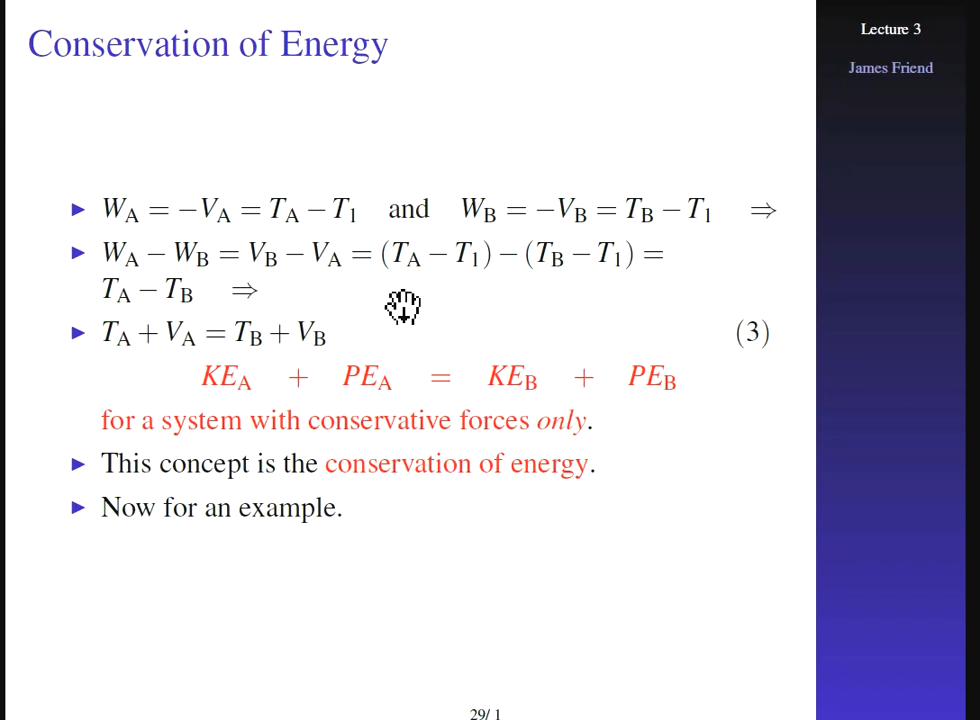 Conservation of Energy
Lecture 3
James Friend
▶ W_A = −V_A = T_A − T_1 and W_B = −V_B = T_B − T_1 ⇒
▶ W_A − W_B = V_B − V_A = (T_A − T_1) − (T_B − T_1) =
T_A − T_B ⇒
▶ T_A + V_A = T_B + V_B (3)
KE_A + PE_A = KE_B + PE_B
for a system with conservative forces only.
▶ This concept is the conservation of energy.
▶ Now for an example.
29/ 1